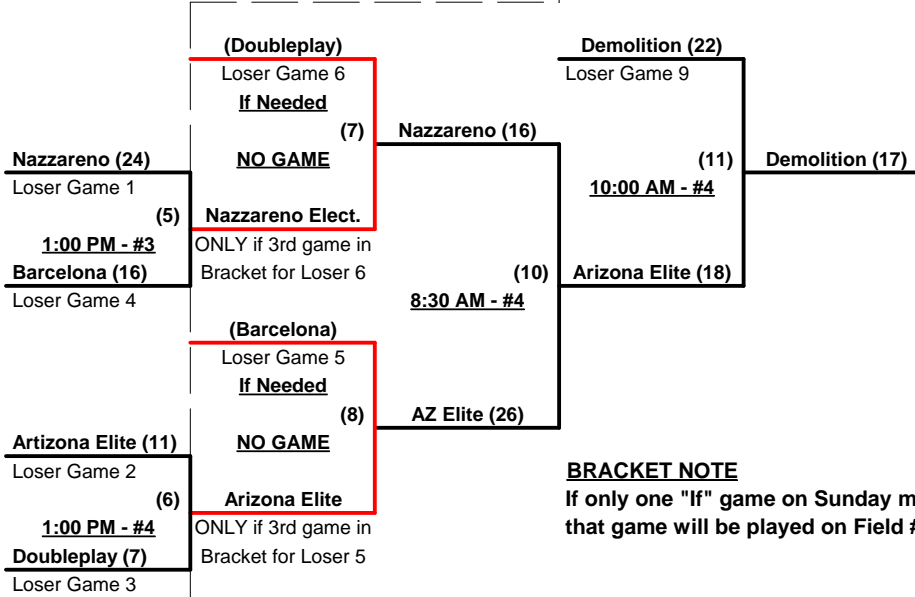 (Doubleplay)
Loser Game 6
If Needed
(7)
NO GAME
Nazzareno Elect.
ONLY if 3rd game in
Bracket for Loser 6
Nazzareno (24)
Loser Game 1
(5)
1:00 PM - #3
Barcelona (16)
Loser Game 4
(Barcelona)
Loser Game 5
If Needed
(8)
NO GAME
Arizona Elite
ONLY if 3rd game in
Bracket for Loser 5
Artizona Elite (11)
Loser Game 2
(6)
1:00 PM - #4
Doubleplay (7)
Loser Game 3
Nazzareno (16)
(10)
8:30 AM - #4
AZ Elite (26)
Demolition (22)
Loser Game 9
(11)
10:00 AM - #4
Arizona Elite (18)
Demolition (17)
BRACKET NOTE
If only one "If" game on Sunday m
that game will be played on Field #